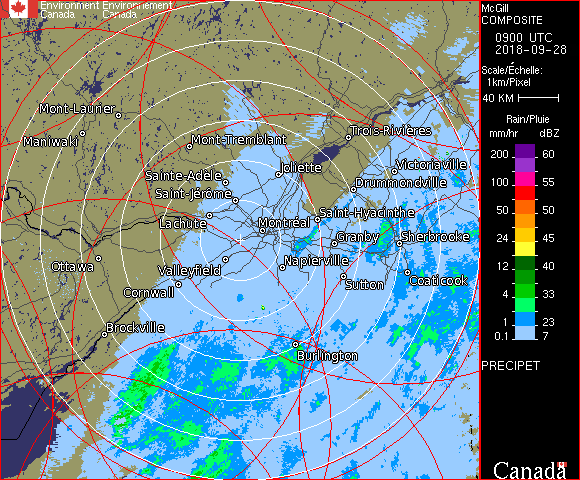 Environment Environnement
Canada Canada
McGill
COMPOSITE
0900 UTC
2018-09-28
Scale/Échelle:
1km/Pixel
40 KM
Rain/Pluie
mm/hr dBZ
200 60
100 55
50 50
24 45
12 40
4 33
1 23
0.1 7
PRECIPET
Canada
Mont-Laurier
Maniwaki
Mont-Tremblant
Trois-Rivières
Sainte-Adèle
Joliette
Victoriaville
Saint-Jérôme
Drummondville
Lachute
Montréal
Saint-Hyacinthe
Granby
Sherbrooke
Ottawa
Valleyfield
Napierville
Cornwall
Sutton
Coaticook
Brockville
Burlington